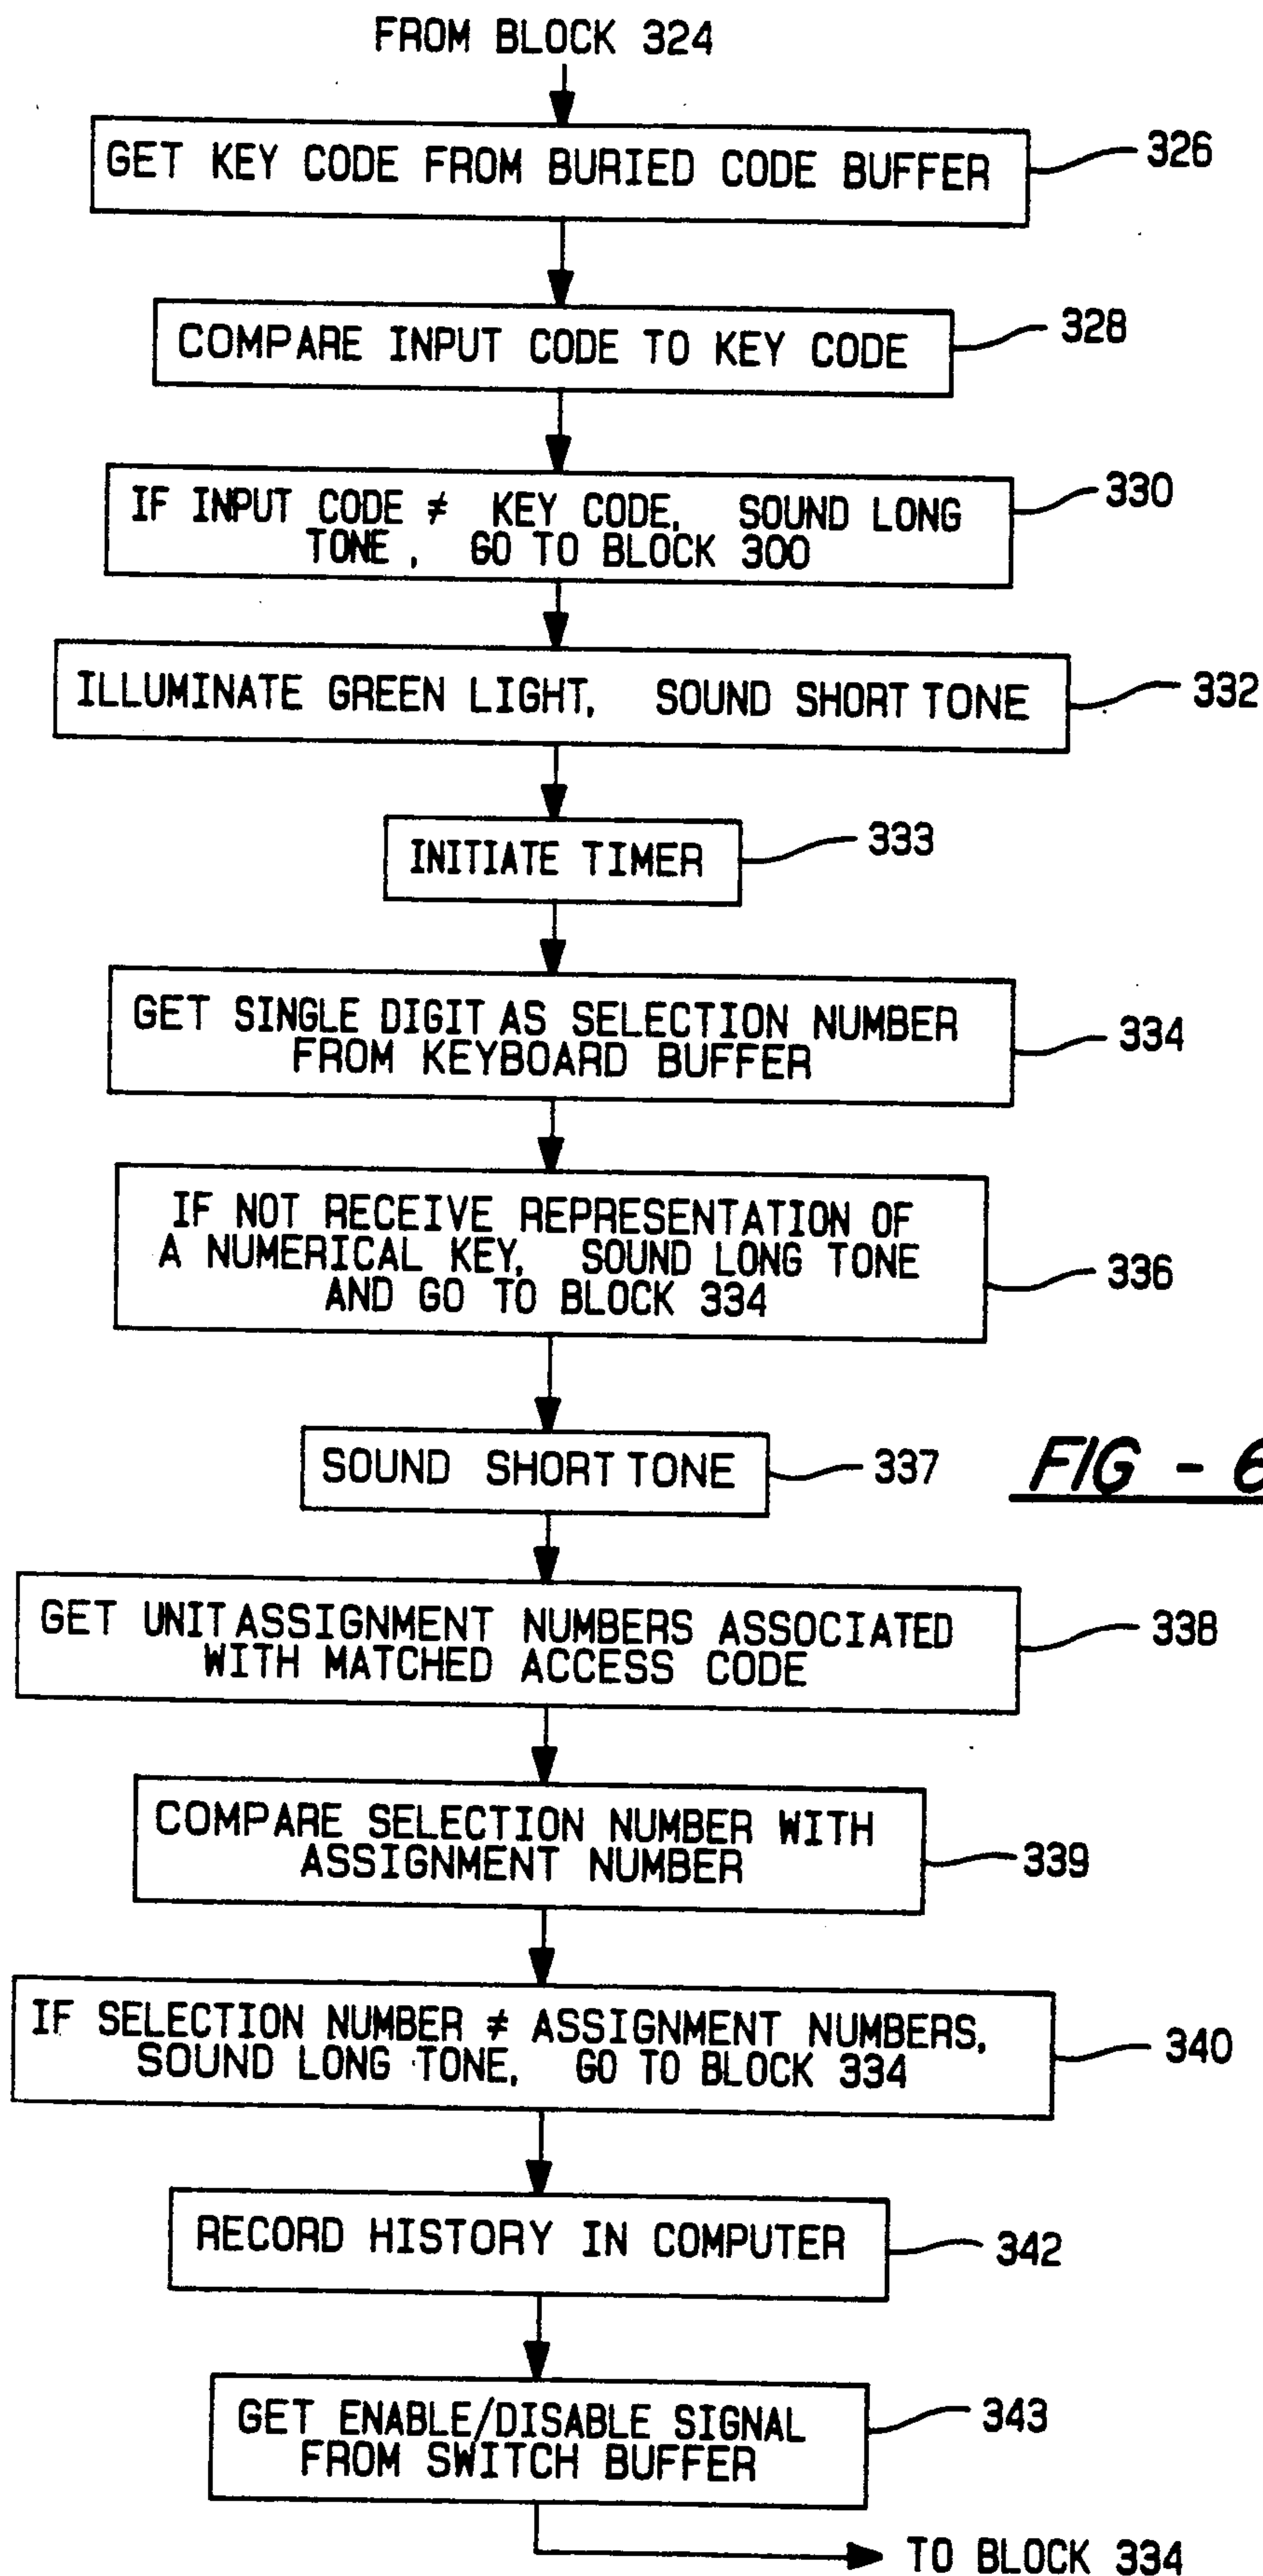 FROM BLOCK 324
GET KEY CODE FROM BURIED CODE BUFFER
326
COMPARE INPUT CODE TO KEY CODE
328
IF INPUT CODE ≠ KEY CODE, SOUND LONG
TONE, GO TO BLOCK 300
330
ILLUMINATE GREEN LIGHT, SOUND SHORT TONE
332
INITIATE TIMER
333
GET SINGLE DIGIT AS SELECTION NUMBER
FROM KEYBOARD BUFFER
334
IF NOT RECEIVE REPRESENTATION OF
A NUMERICAL KEY, SOUND LONG TONE
AND GO TO BLOCK 334
336
SOUND SHORT TONE
337
FIG - 6
GET UNIT ASSIGNMENT NUMBERS ASSOCIATED
WITH MATCHED ACCESS CODE
338
COMPARE SELECTION NUMBER WITH
ASSIGNMENT NUMBER
339
IF SELECTION NUMBER ≠ ASSIGNMENT NUMBERS,
SOUND LONG TONE, GO TO BLOCK 334
340
RECORD HISTORY IN COMPUTER
342
GET ENABLE/DISABLE SIGNAL
FROM SWITCH BUFFER
343
TO BLOCK 334